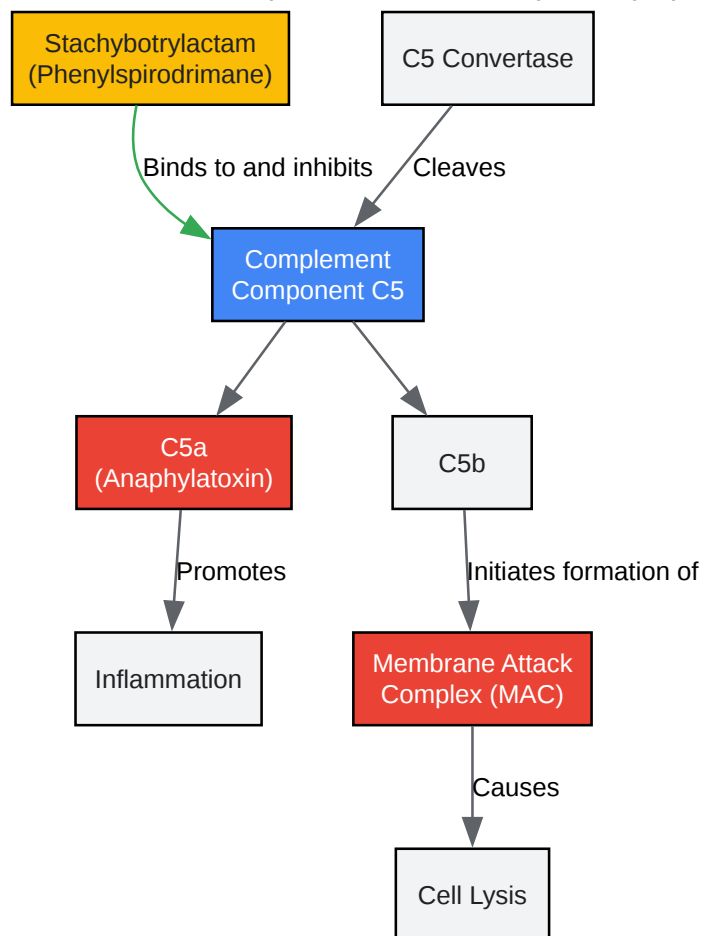 Stachybotrylactam
(Phenylspirodrimane)
C5 Convertase
Binds to and inhibits
Cleaves
Complement
Component C5
C5a
(Anaphylatoxin)
C5b
Promotes
Initiates formation of
Inflammation
Membrane Attack
Complex (MAC)
Causes
Cell Lysis